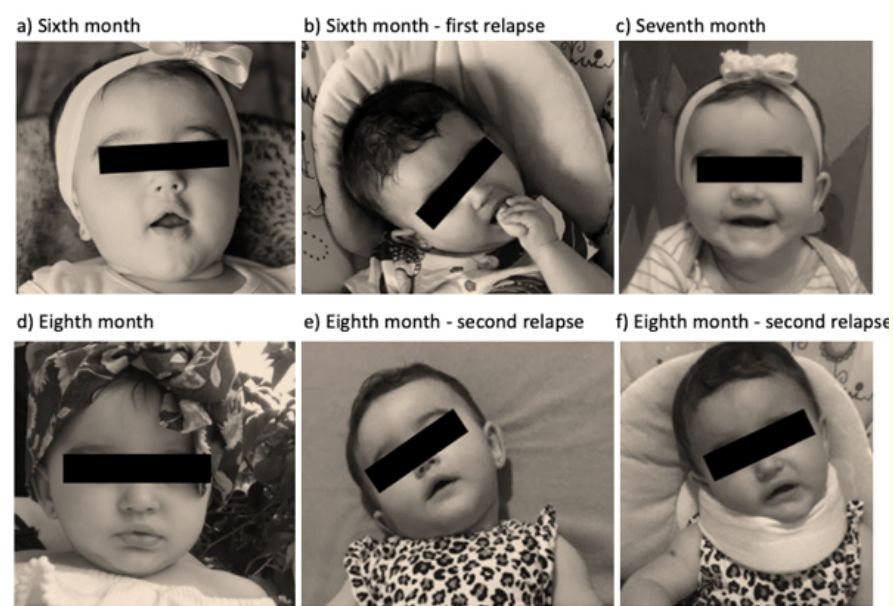 a) Sixth month
b) Sixth month - first relapse
c) Seventh month
d) Eighth month
e) Eighth month - second relapse
f) Eighth month - second relapse